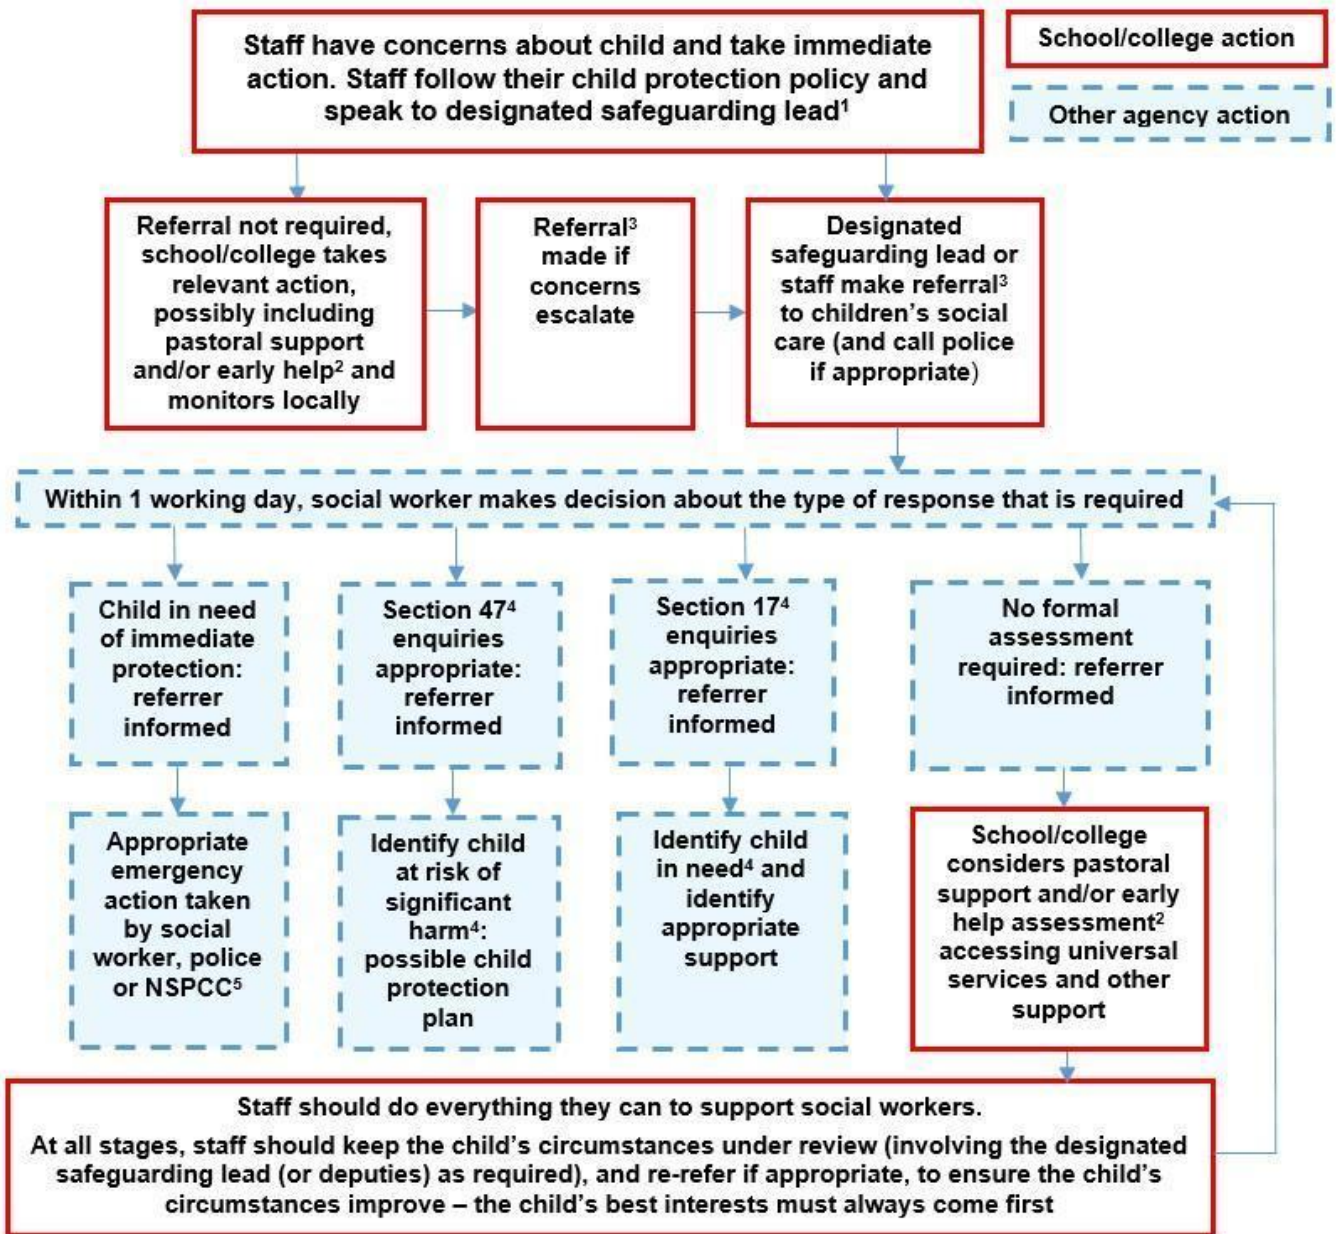 Staff have concerns about child and take immediate
action. Staff follow their child protection policy and
speak to designated safeguarding lead¹
School/college action
Other agency action
Referral not required,
school/college takes
relevant action,
possibly including
pastoral support
and/or early help² and
monitors locally
Referral³
made if
concerns
escalate
Designated
safeguarding lead or
staff make referral³
to children’s social
care (and call police
if appropriate)
Within 1 working day, social worker makes decision about the type of response that is required
Child in need
of immediate
protection:
referrer
informed
Section 47⁴
enquiries
appropriate:
referrer
informed
Section 17⁴
enquiries
appropriate:
referrer
informed
No formal
assessment
required: referrer
informed
Appropriate
emergency
action taken
by social
worker, police
or NSPCC⁵
Identify child
at risk of
significant
harm⁴:
possible child
protection
plan
Identify child
in need⁴ and
identify
appropriate
support
School/college
considers pastoral
support and/or early
help assessment²
accessing universal
services and other
support
Staff should do everything they can to support social workers.
At all stages, staff should keep the child’s circumstances under review (involving the designated
safeguarding lead (or deputies) as required), and re-refer if appropriate, to ensure the child’s
circumstances improve – the child’s best interests must always come first